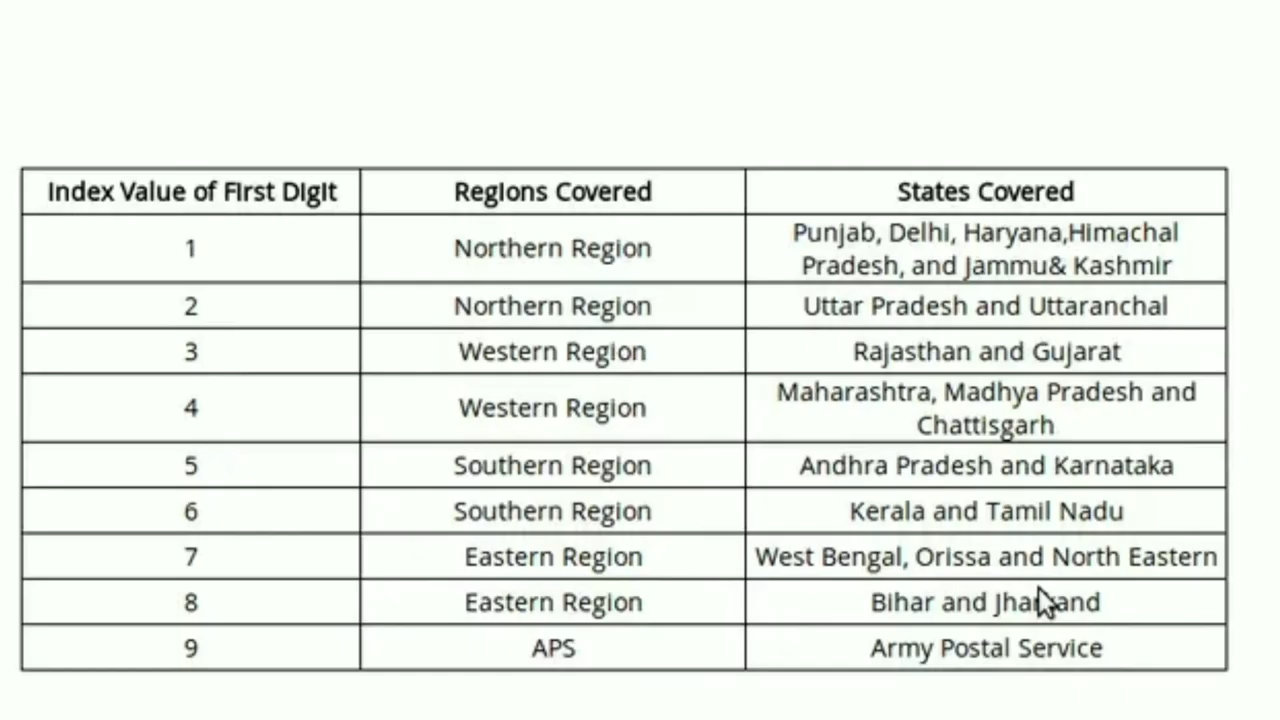 Index Value of First Digit Regions Covered States Covered
1 Northern Region Punjab, Delhi, Haryana,Himachal
Pradesh, and Jammu& Kashmir
2 Northern Region Uttar Pradesh and Uttaranchal
3 Western Region Rajasthan and Gujarat
4 Western Region Maharashtra, Madhya Pradesh and
Chattisgarh
5 Southern Region Andhra Pradesh and Karnataka
6 Southern Region Kerala and Tamil Nadu
7 Eastern Region West Bengal, Orissa and North Eastern
8 Eastern Region Bihar and
9 APS Army Postal Service